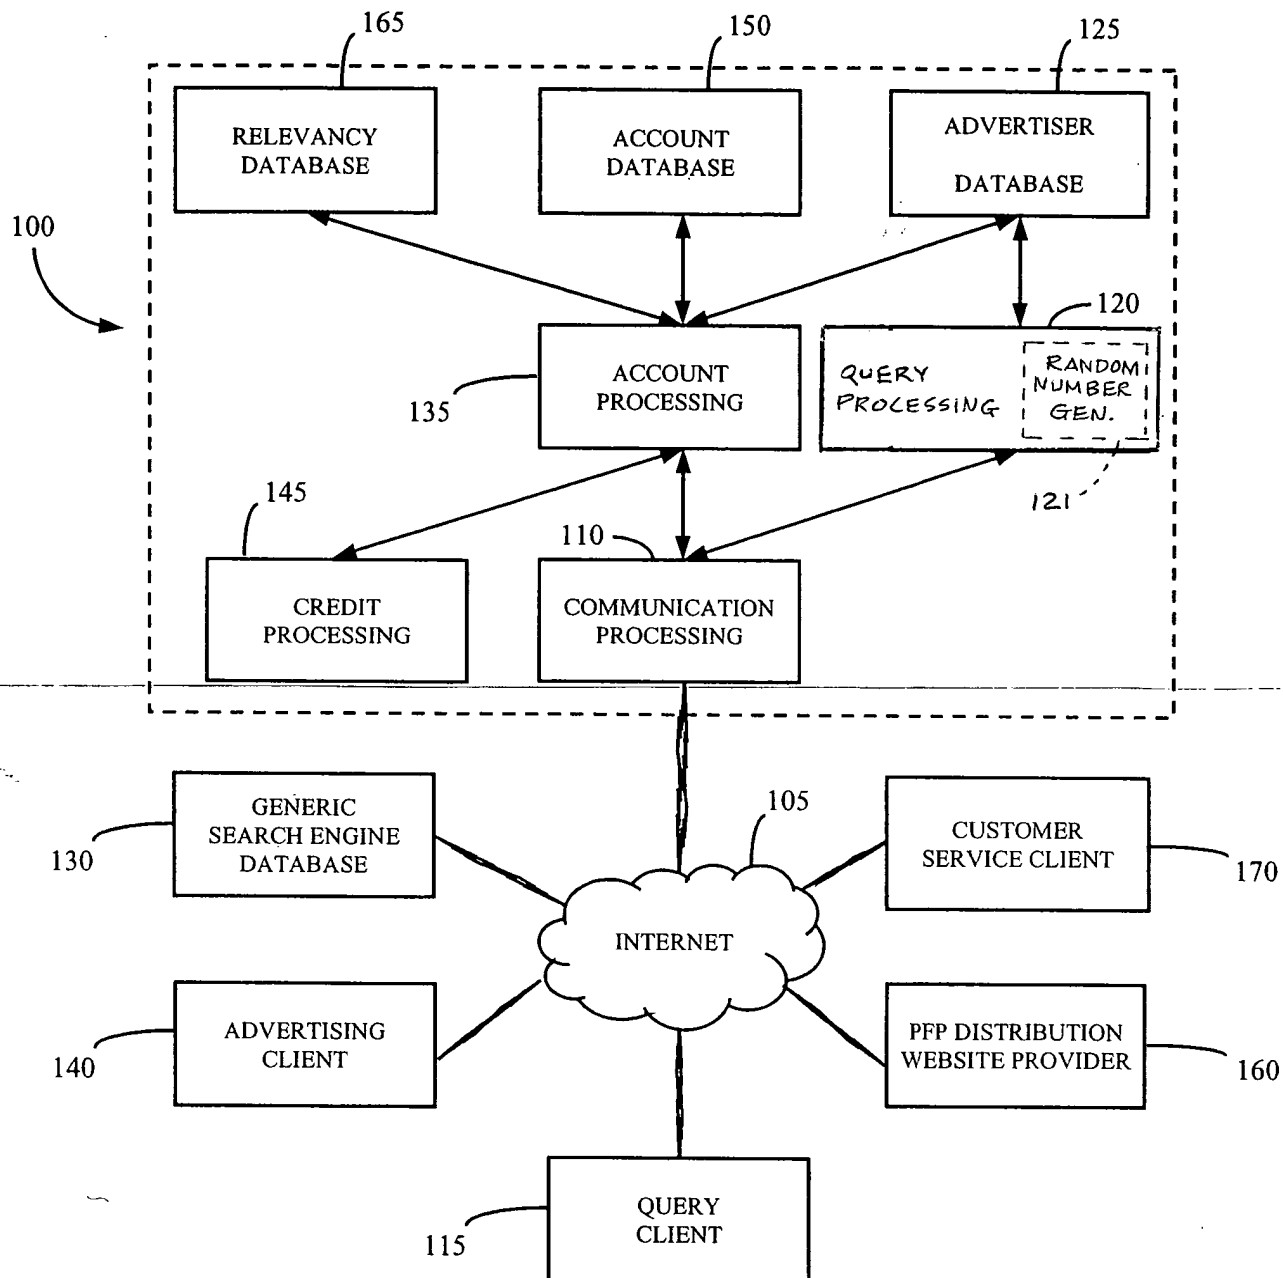 165
150
125
RELEVANCY
DATABASE
ACCOUNT
DATABASE
ADVERTISER
DATABASE
100
120
ACCOUNT
PROCESSING
QUERY
PROCESSING
RANDOM
NUMBER
GEN.
135
121
145
110
CREDIT
PROCESSING
COMMUNICATION
PROCESSING
105
GENERIC
SEARCH ENGINE
DATABASE
130
CUSTOMER
SERVICE CLIENT
170
INTERNET
ADVERTISING
CLIENT
140
PFP DISTRIBUTION
WEBSITE PROVIDER
160
QUERY
CLIENT
115